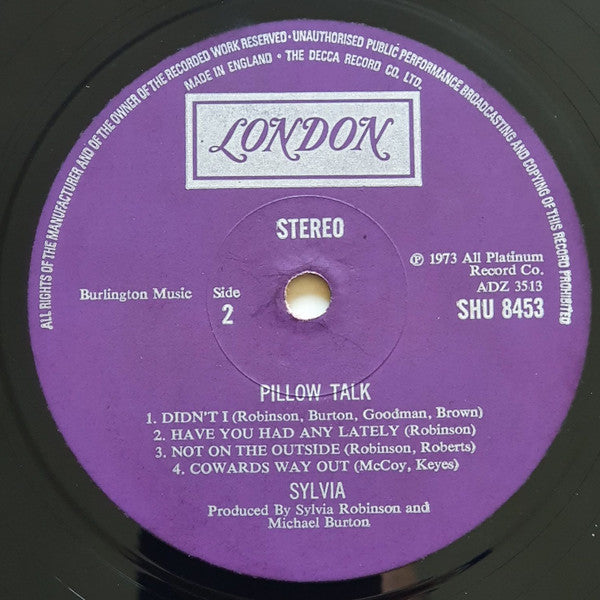 ALL RIGHTS OF THE MANUFACTURER AND OF THE OWNER OF THE RECORDED WORK RESERVED · UNAUTHORISED PUBLIC PERFORMANCE BROADCASTING AND COPYING OF THIS RECORD PROHIBITED
MADE IN ENGLAND · THE DECCA RECORD CO. LTD.
LONDON
STEREO
℗ 1973 All Platinum
Record Co.
ADZ 3513
SHU 8453
Burlington Music
Side
2
PILLOW TALK
1. DIDN'T I (Robinson, Burton, Goodman, Brown)
2. HAVE YOU HAD ANY LATELY (Robinson)
3. NOT ON THE OUTSIDE (Robinson, Roberts)
4. COWARDS WAY OUT (McCoy, Keyes)
SYLVIA
Produced By Sylvia Robinson and
Michael Burton